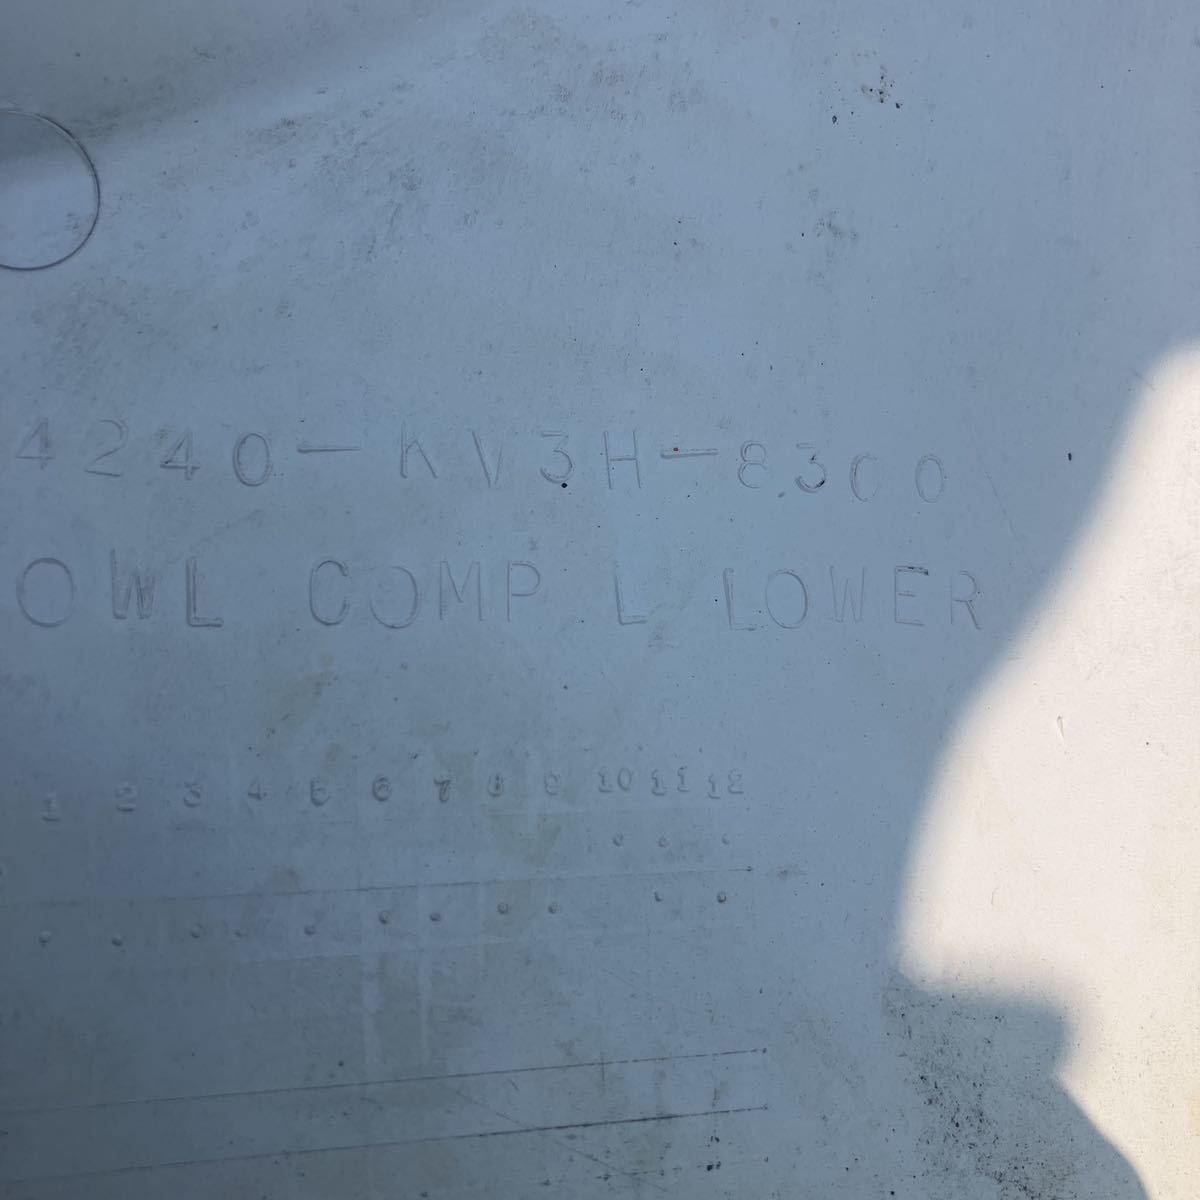 4240-KV3H-8300
OWL COMP L LOWER
1 2 3 4 5 6 7 8 9 10 11 12